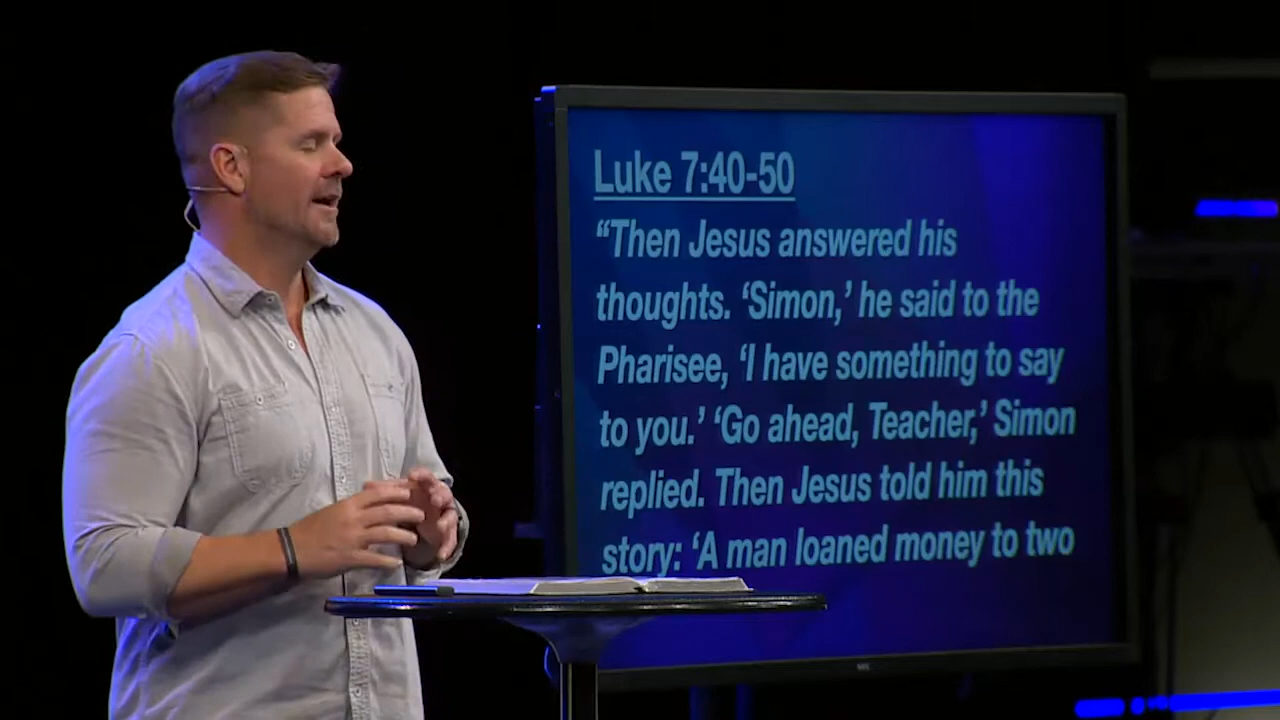 Luke 7:40-50
“Then Jesus answered his
thoughts. ‘Simon,’ he said to the
Pharisee, ‘I have something to say
to you.’ ‘Go ahead, Teacher,’ Simon
replied. Then Jesus told him this
story: ‘A man loaned money to two
NEC